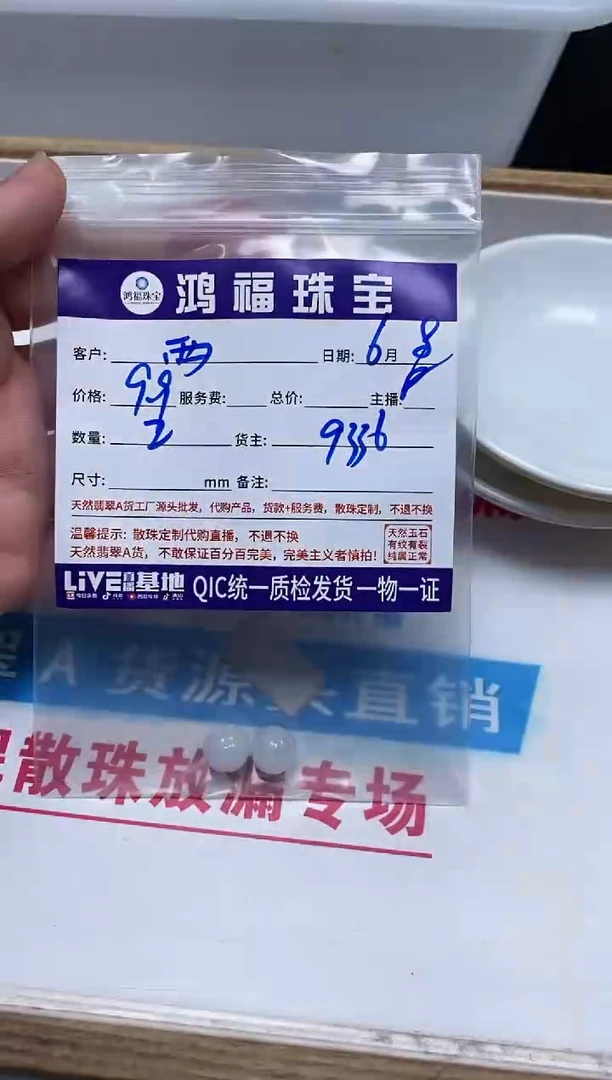 鸿福珠宝 鸿福珠宝
客户: 西 日期: 6月8
价格: 99 服务费: 总价: 主播:
数量: 2 货主: 9336
尺寸: mm 备注:
天然翡翠A货工厂源头批发，代购产品，货款+服务费，散珠定制，不退不换
温馨提示: 散珠定制代购直播，不退不换
天然翡翠A货，不敢保证百分百完美，完美主义者慎拍!
天然玉石
有纹有裂
纯属正常
LiVE直播基地 QIC统一质检发货一物一证
A货源 直销
散珠放漏专场